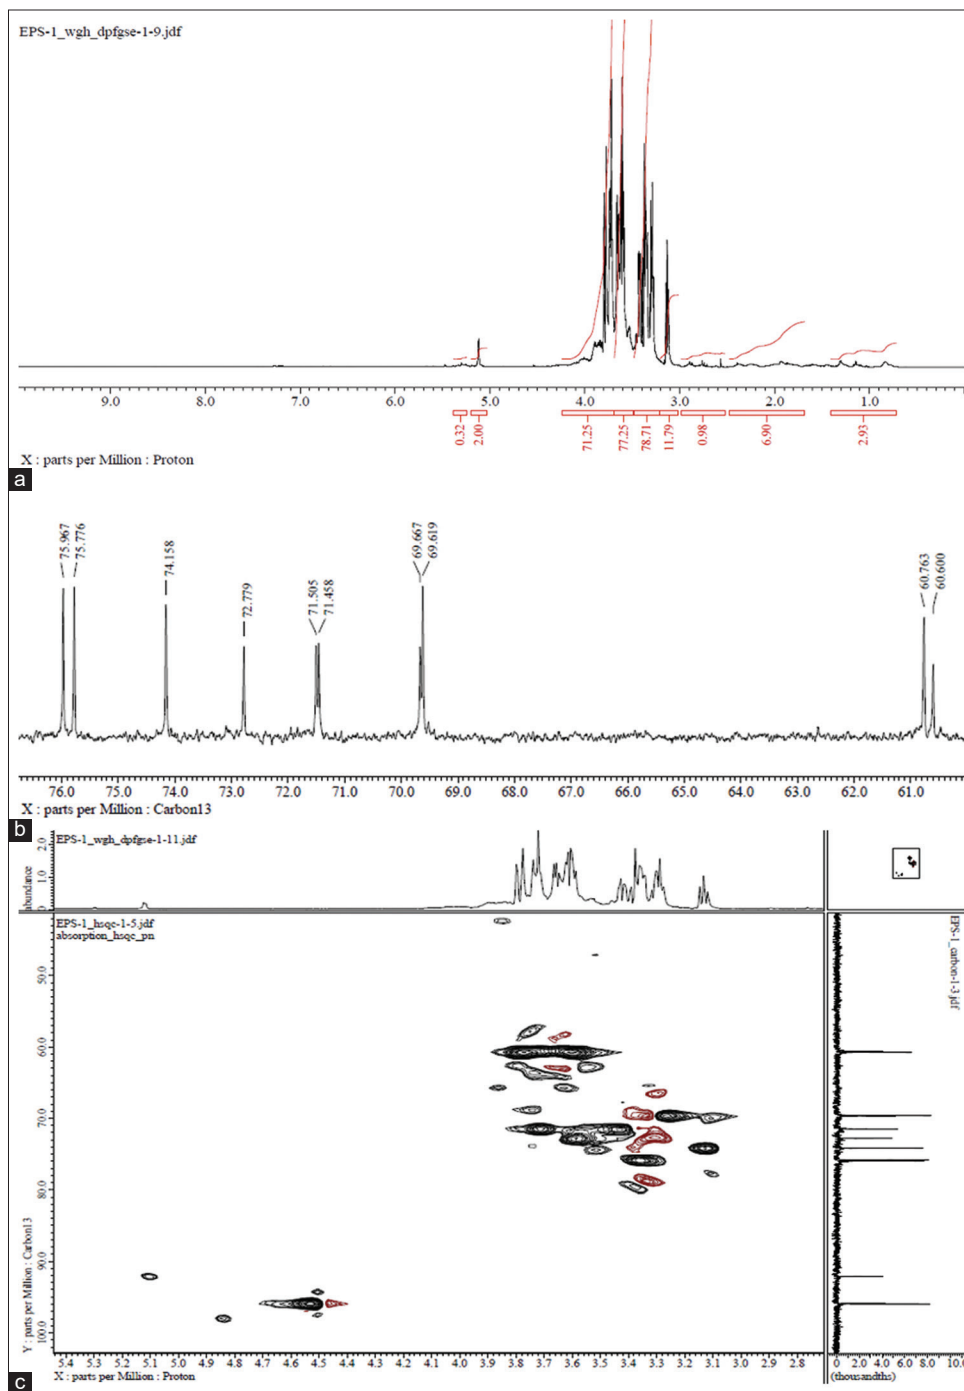 EPS-1_wgh_dpfgse-1-9.jdf
9.0 8.0 7.0 6.0 5.0 4.0 3.0 2.0 1.0
0.32 2.00 71.25 77.25 78.71 11.79 0.98 6.90 2.93
X : parts per Million : Proton
a
75.967 75.776 74.158 72.779 71.505 71.458 69.667 69.619 60.763 60.600
76.0 75.0 74.0 73.0 72.0 71.0 70.0 69.0 68.0 67.0 66.0 65.0 64.0 63.0 62.0 61.0
X : parts per Million : Carbon13
b
EPS-1_wgh_dpfgse-1-11.jdf
abundance
0 1.0 2.0
EPS-1_hsqc-1-5.jdf
absorption_hsqc_pn
EPS-1_carbon-1-3.jdf
Y : parts per Million : Carbon13
50.0
60.0
70.0
80.0
90.0
100.0
5.4 5.3 5.2 5.1 5.0 4.9 4.8 4.7 4.6 4.5 4.4 4.3 4.2 4.1 4.0 3.9 3.8 3.7 3.6 3.5 3.4 3.3 3.2 3.1 3.0 2.9 2.8
X : parts per Million : Proton
0 2.0 4.0 6.0 8.0 10.0
(thousandths)
c